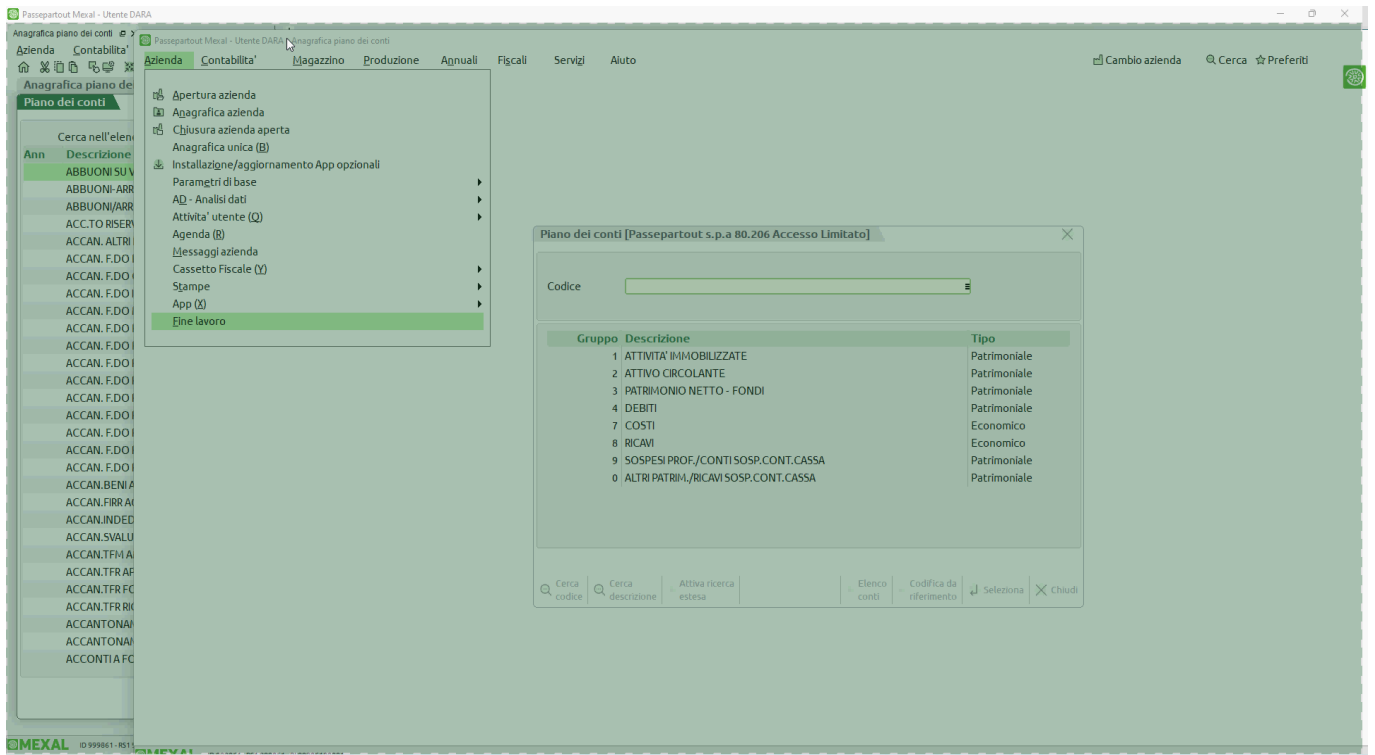 Passepartout Mexal - Utente DARA
Anagrafica piano dei conti
Azienda Contabilita'
Anagrafica piano de
Piano dei conti
Cerca nell'elen
Ann Descrizione
ABBUONI SU V
ABBUONI-ARR
ABBUONI/ARR
ACC.TO RISERV
ACCAN. ALTRI
ACCAN. F.DO
ACCAN. F.DO
ACCAN. F.DO
ACCAN. F.DO
ACCAN. F.DO
ACCAN. F.DO
ACCAN. F.DO
ACCAN. F.DO
ACCAN. F.DO
ACCAN. F.DO
ACCAN. F.DO
ACCAN. F.DO
ACCAN. F.DO
ACCAN.BENI A
ACCAN.FIRR AG
ACCAN.INDED
ACCAN.SVALU
ACCAN.TFM A
ACCAN.TFR AP
ACCAN.TFR FO
ACCAN.TFR RIC
ACCANTONAM
ACCANTONAM
ACCONTI A FO
MEXAL ID 999861 - RS1
Passepartout Mexal - Utente DARA - Anagrafica piano dei conti
Azienda Contabilita' Magazzino Produzione Annuali Fiscali Servizi Aiuto Cambio azienda Cerca Preferiti
Apertura azienda
Anagrafica azienda
Chiusura azienda aperta
Anagrafica unica (B)
Installazione/aggiornamento App opzionali
Parametri di base
AD - Analisi dati
Attivita' utente (Q)
Agenda (R)
Messaggi azienda
Cassetto Fiscale (Y)
Stampe
App (X)
Fine lavoro
Piano dei conti [Passepartout s.p.a 80.206 Accesso Limitato]
Codice
Gruppo Descrizione Tipo
1 ATTIVITA' IMMOBILIZZATE Patrimoniale
2 ATTIVO CIRCOLANTE Patrimoniale
3 PATRIMONIO NETTO - FONDI Patrimoniale
4 DEBITI Patrimoniale
7 COSTI Economico
8 RICAVI Economico
9 SOSPESI PROF./CONTI SOSP.CONT.CASSA Patrimoniale
0 ALTRI PATRIM./RICAVI SOSP.CONT.CASSA Patrimoniale
Cerca codice
Cerca descrizione
Attiva ricerca estesa
Elenco conti
Codifica da riferimento
Seleziona
Chiudi
MEXAL